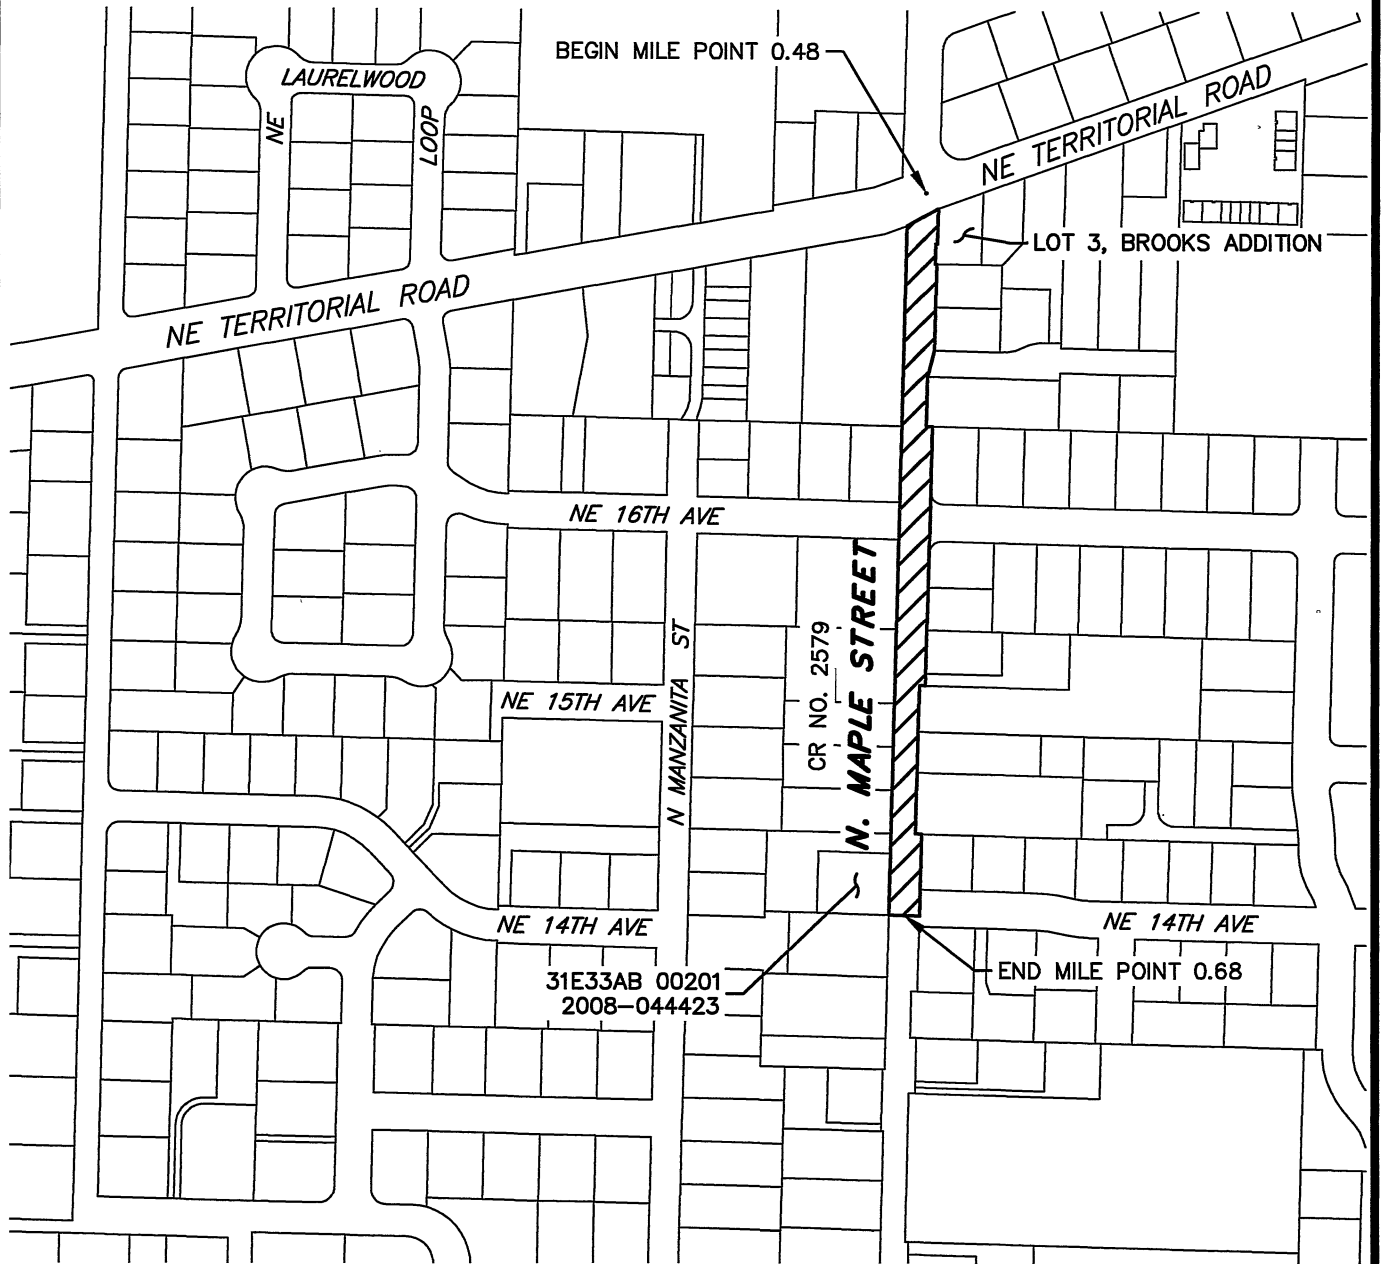 BEGIN MILE POINT 0.48
LAURELWOOD
NE
LOOP
NE TERRITORIAL ROAD
LOT 3, BROOKS ADDITION
NE TERRITORIAL ROAD
NE 16TH AVE
N. MAPLE STREET
CR NO. 2579
N MANZANITA ST
NE 15TH AVE
NE 14TH AVE
NE 14TH AVE
END MILE POINT 0.68
31E33AB 00201
2008-044423